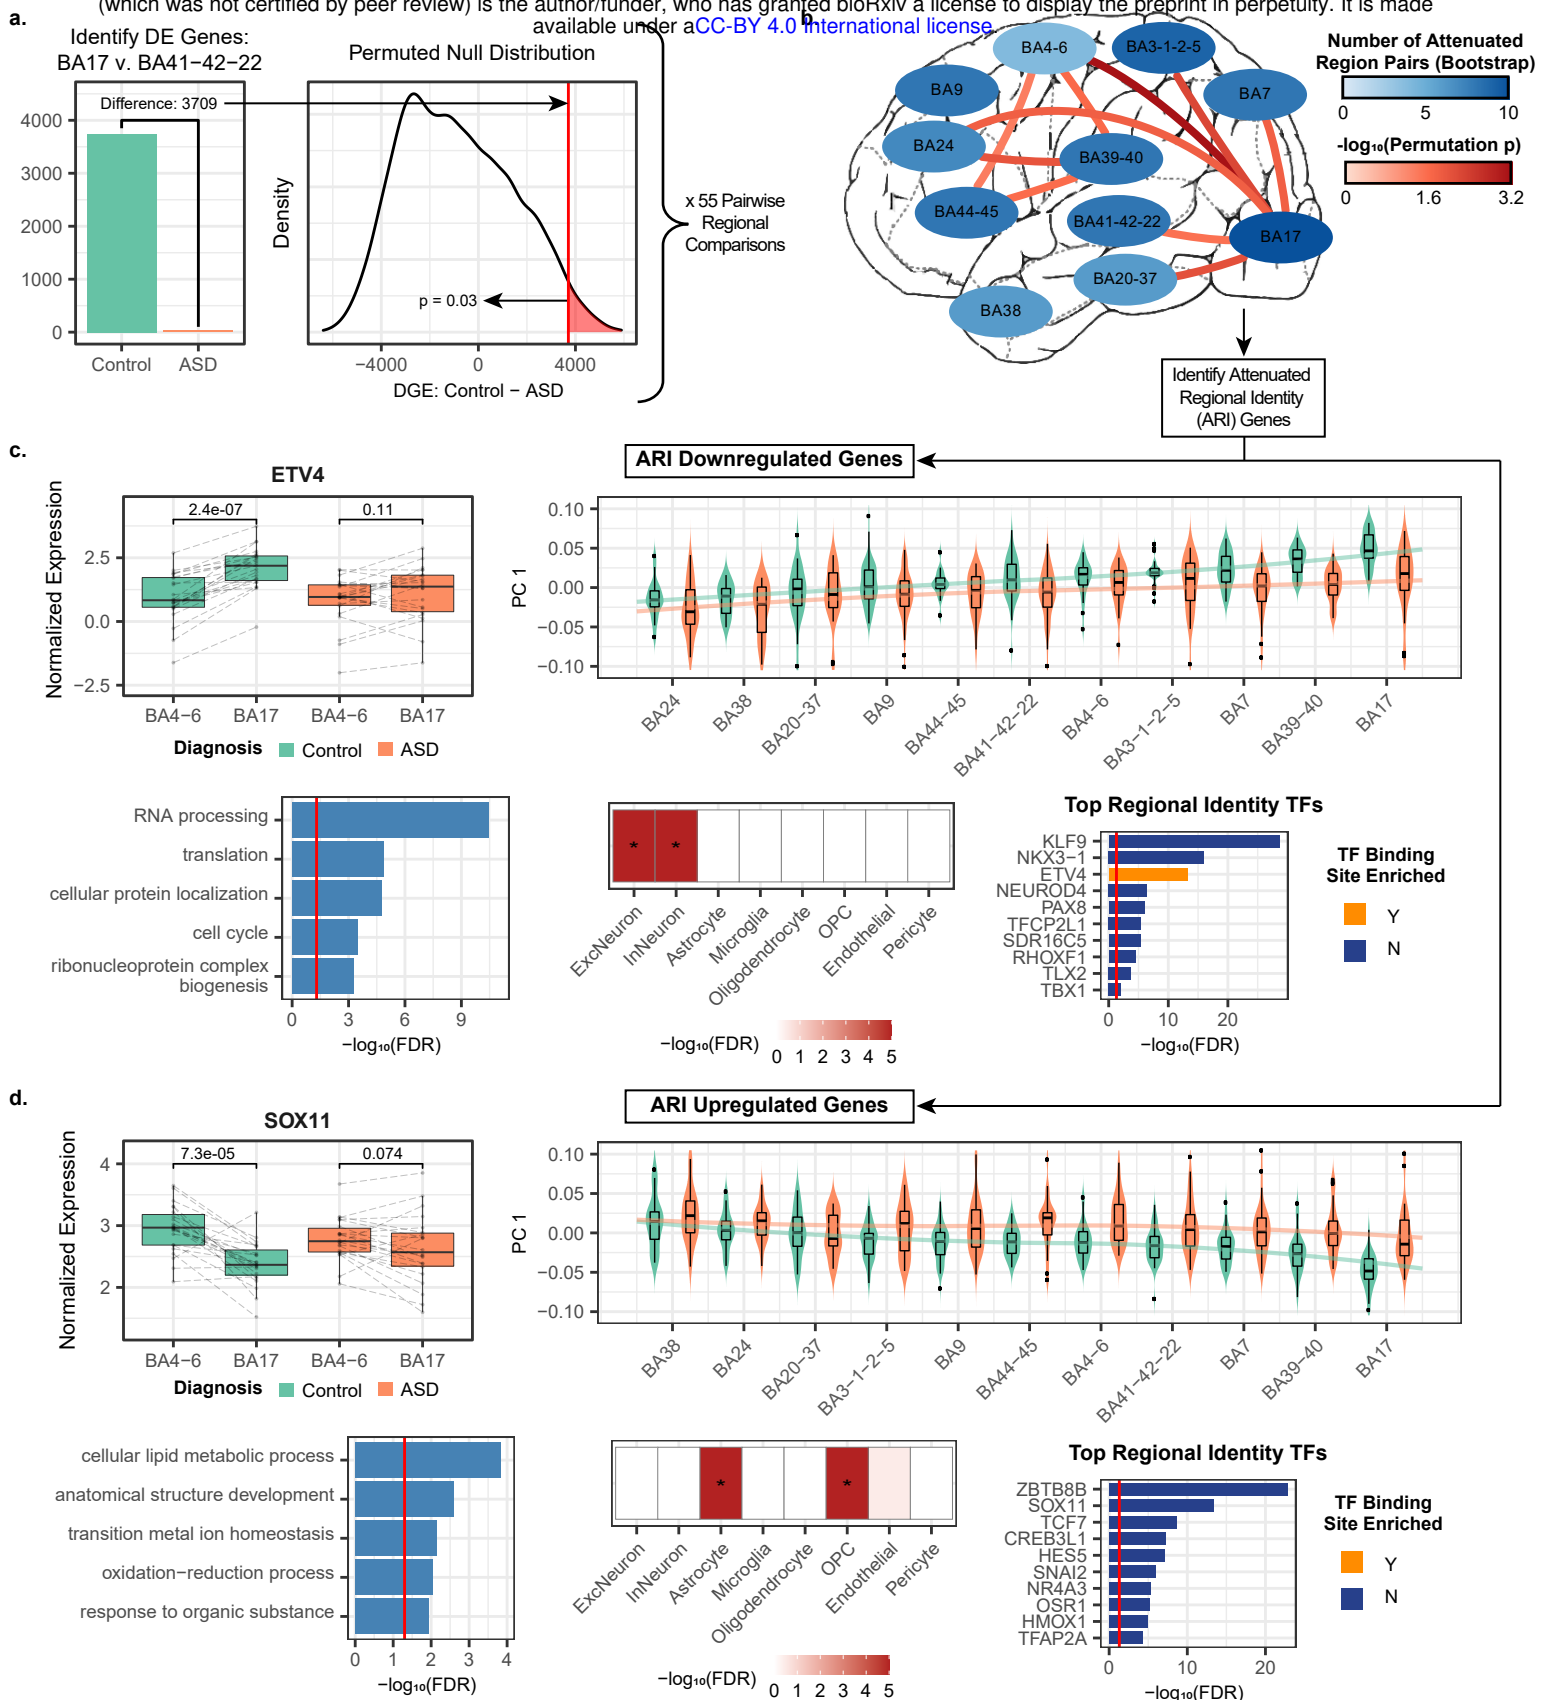 (which was not certified by peer review) is the author/funder, who has granted bioRxiv a license to display the preprint in perpetuity. It is made
available under aCC-BY 4.0 International license.
a.
Identify DE Genes:
BA17 v. BA41−42−22
Difference: 3709
4000
3000
2000
1000
0
Control
ASD
Permuted Null Distribution
Density
p = 0.03
−4000
0
4000
DGE: Control − ASD
x 55 Pairwise
Regional
Comparisons
b.
BA4-6
BA3-1-2-5
BA9
BA7
BA24
BA39-40
BA44-45
BA41-42-22
BA17
BA20-37
BA38
Number of Attenuated
Region Pairs (Bootstrap)
0
5
10
-log₁₀(Permutation p)
0
1.6
3.2
Identify Attenuated
Regional Identity
(ARI) Genes
c.
ETV4
Normalized Expression
2.4e-07
0.11
2.5
0.0
−2.5
BA4−6
BA17
BA4−6
BA17
Diagnosis
Control
ASD
ARI Downregulated Genes
PC 1
0.10
0.05
0.00
−0.05
−0.10
BA24
BA38
BA20−37
BA9
BA44−45
BA41−42−22
BA4−6
BA3−1−2−5
BA7
BA39−40
BA17
RNA processing
translation
cellular protein localization
cell cycle
ribonucleoprotein complex
biogenesis
0
3
6
9
−log₁₀(FDR)
*
*
ExcNeuron
InNeuron
Astrocyte
Microglia
Oligodendrocyte
OPC
Endothelial
Pericyte
−log₁₀(FDR)
0 1 2 3 4 5
Top Regional Identity TFs
KLF9
NKX3−1
ETV4
NEUROD4
PAX8
TFCP2L1
SDR16C5
RHOXF1
TLX2
TBX1
0
10
20
−log₁₀(FDR)
TF Binding
Site Enriched
Y
N
d.
SOX11
Normalized Expression
7.3e-05
0.074
4
3
2
BA4−6
BA17
BA4−6
BA17
Diagnosis
Control
ASD
ARI Upregulated Genes
PC 1
0.10
0.05
0.00
−0.05
−0.10
BA38
BA24
BA20−37
BA3−1−2−5
BA9
BA44−45
BA4−6
BA41−42−22
BA7
BA39−40
BA17
cellular lipid metabolic process
anatomical structure development
transition metal ion homeostasis
oxidation−reduction process
response to organic substance
0
1
2
3
4
−log₁₀(FDR)
*
*
ExcNeuron
InNeuron
Astrocyte
Microglia
Oligodendrocyte
OPC
Endothelial
Pericyte
−log₁₀(FDR)
0 1 2 3 4 5
Top Regional Identity TFs
ZBTB8B
SOX11
TCF7
CREB3L1
HES5
SNAI2
NR4A3
OSR1
HMOX1
TFAP2A
0
10
20
−log₁₀(FDR)
TF Binding
Site Enriched
Y
N